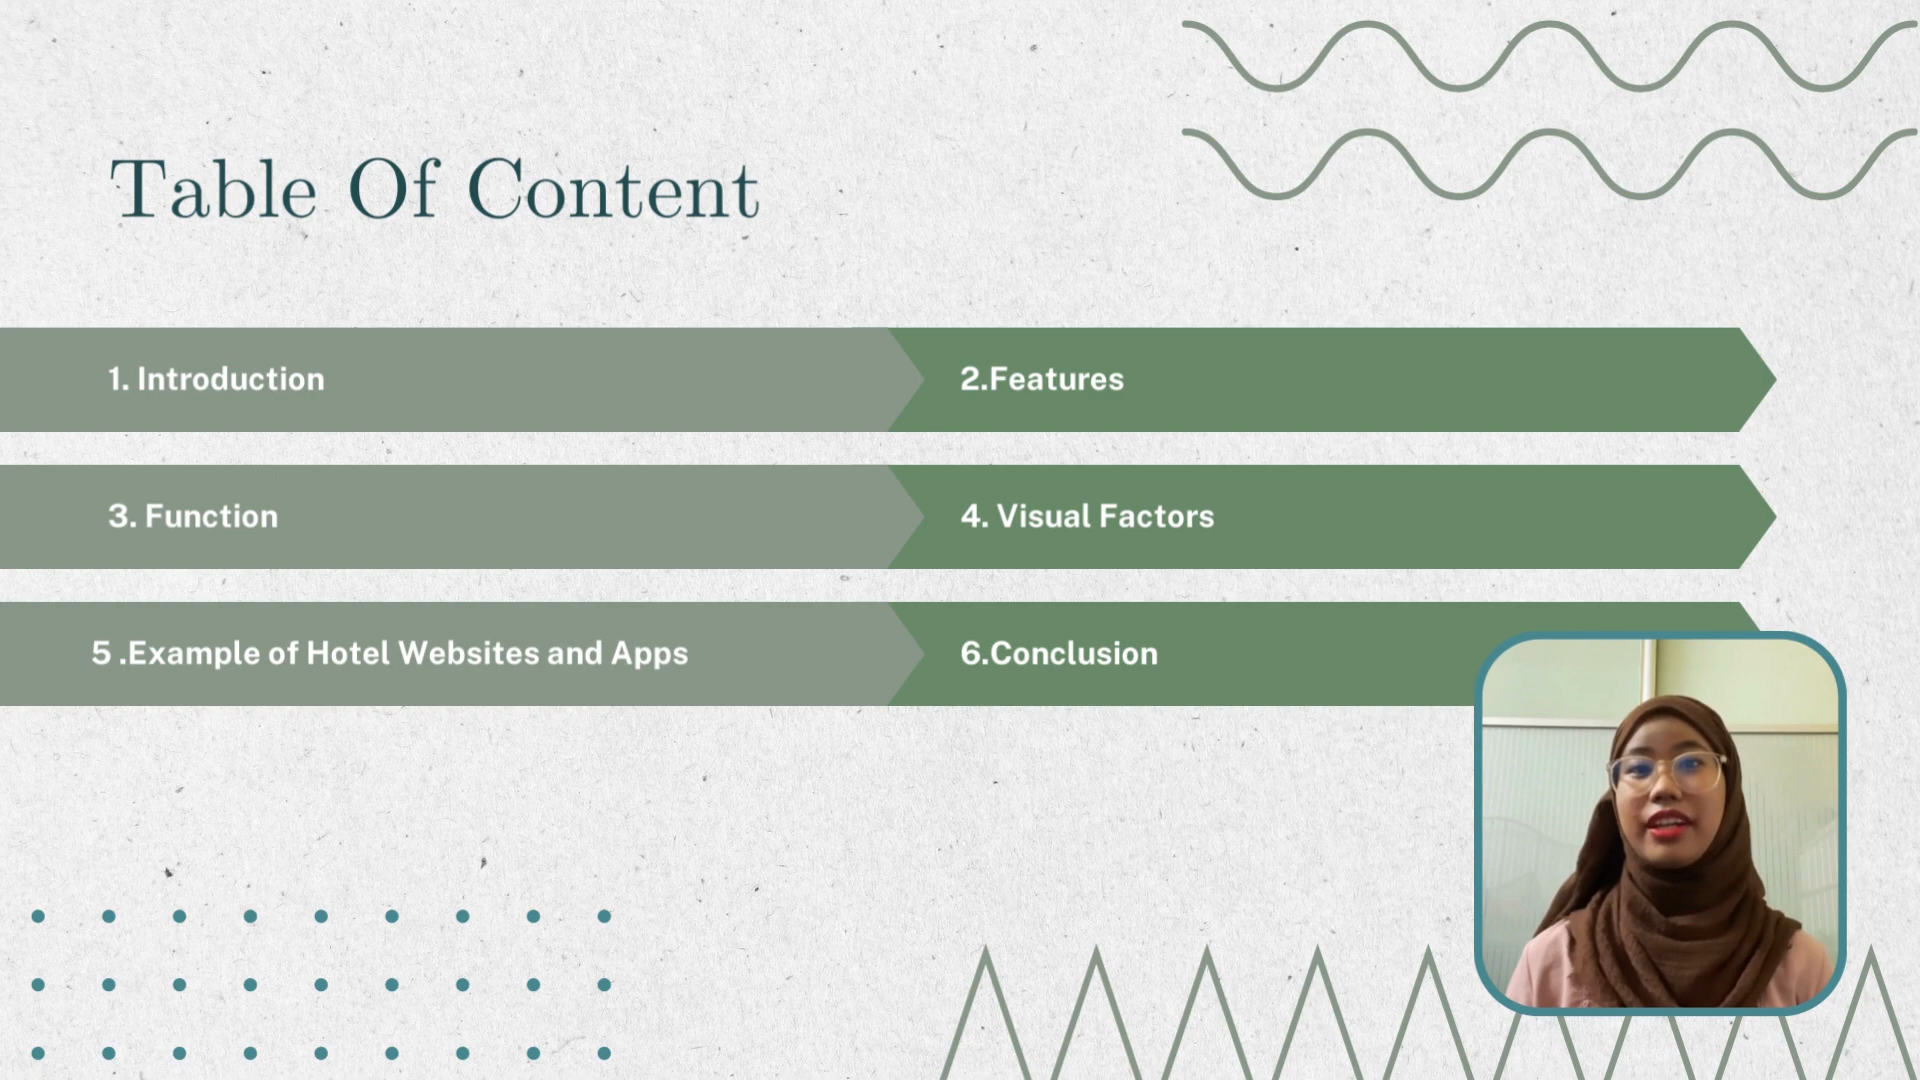 Table Of Content
1. Introduction
2.Features
3. Function
4. Visual Factors
5 .Example of Hotel Websites and Apps
6.Conclusion